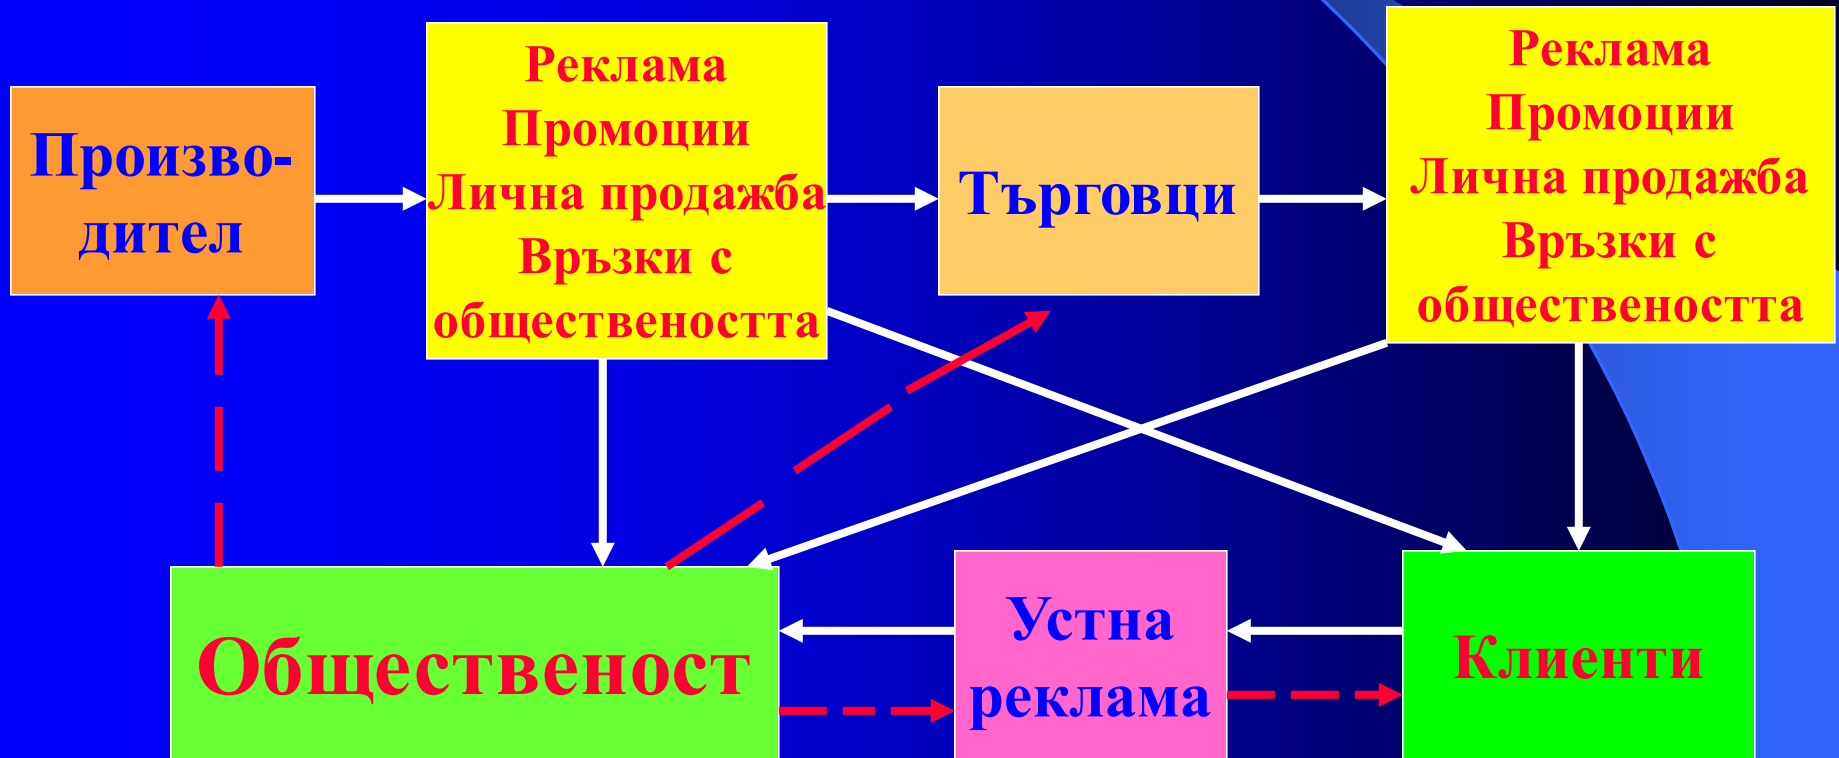 Произво-
дител
Реклама
Промоции
Лична продажба
Връзки с
обществеността
Търговци
Реклама
Промоции
Лична продажба
Връзки с
обществеността
Общественост
Устна
реклама
Клиенти